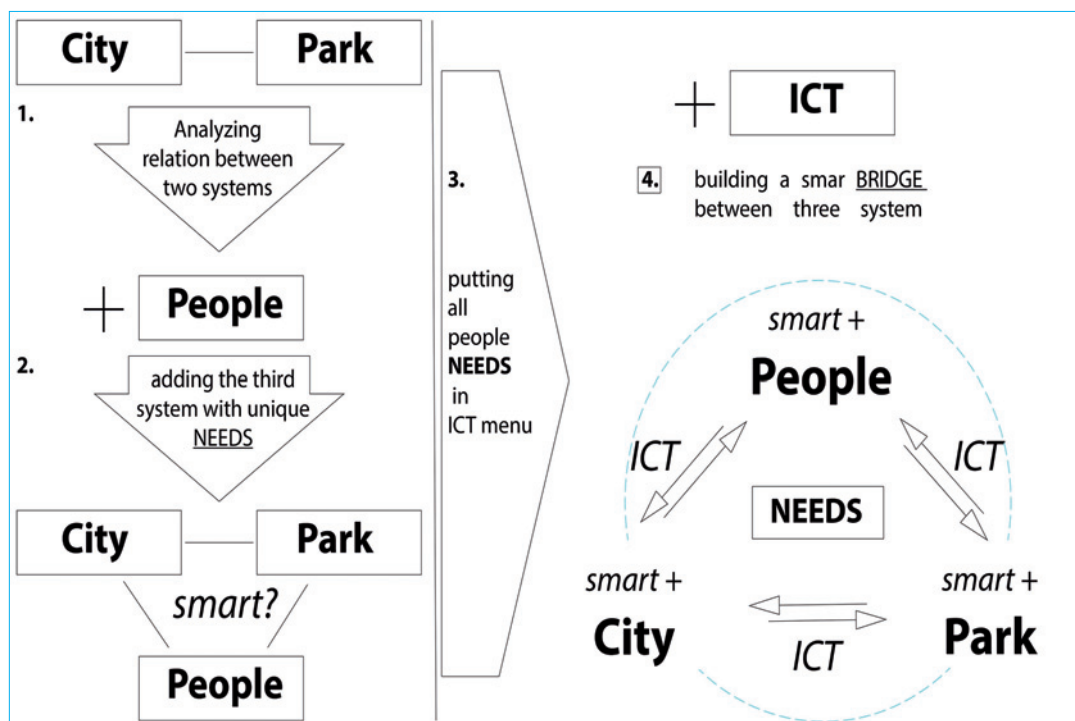 City
Park
1.
Analyzing
relation between
two systems
+
People
2.
adding the third
system with unique
NEEDS
City
Park
smart?
People
3.
putting
all
people
NEEDS
in
ICT menu
+
ICT
4. building a smar BRIDGE
between three system
smart +
People
ICT
ICT
NEEDS
smart +
City
smart +
Park
ICT